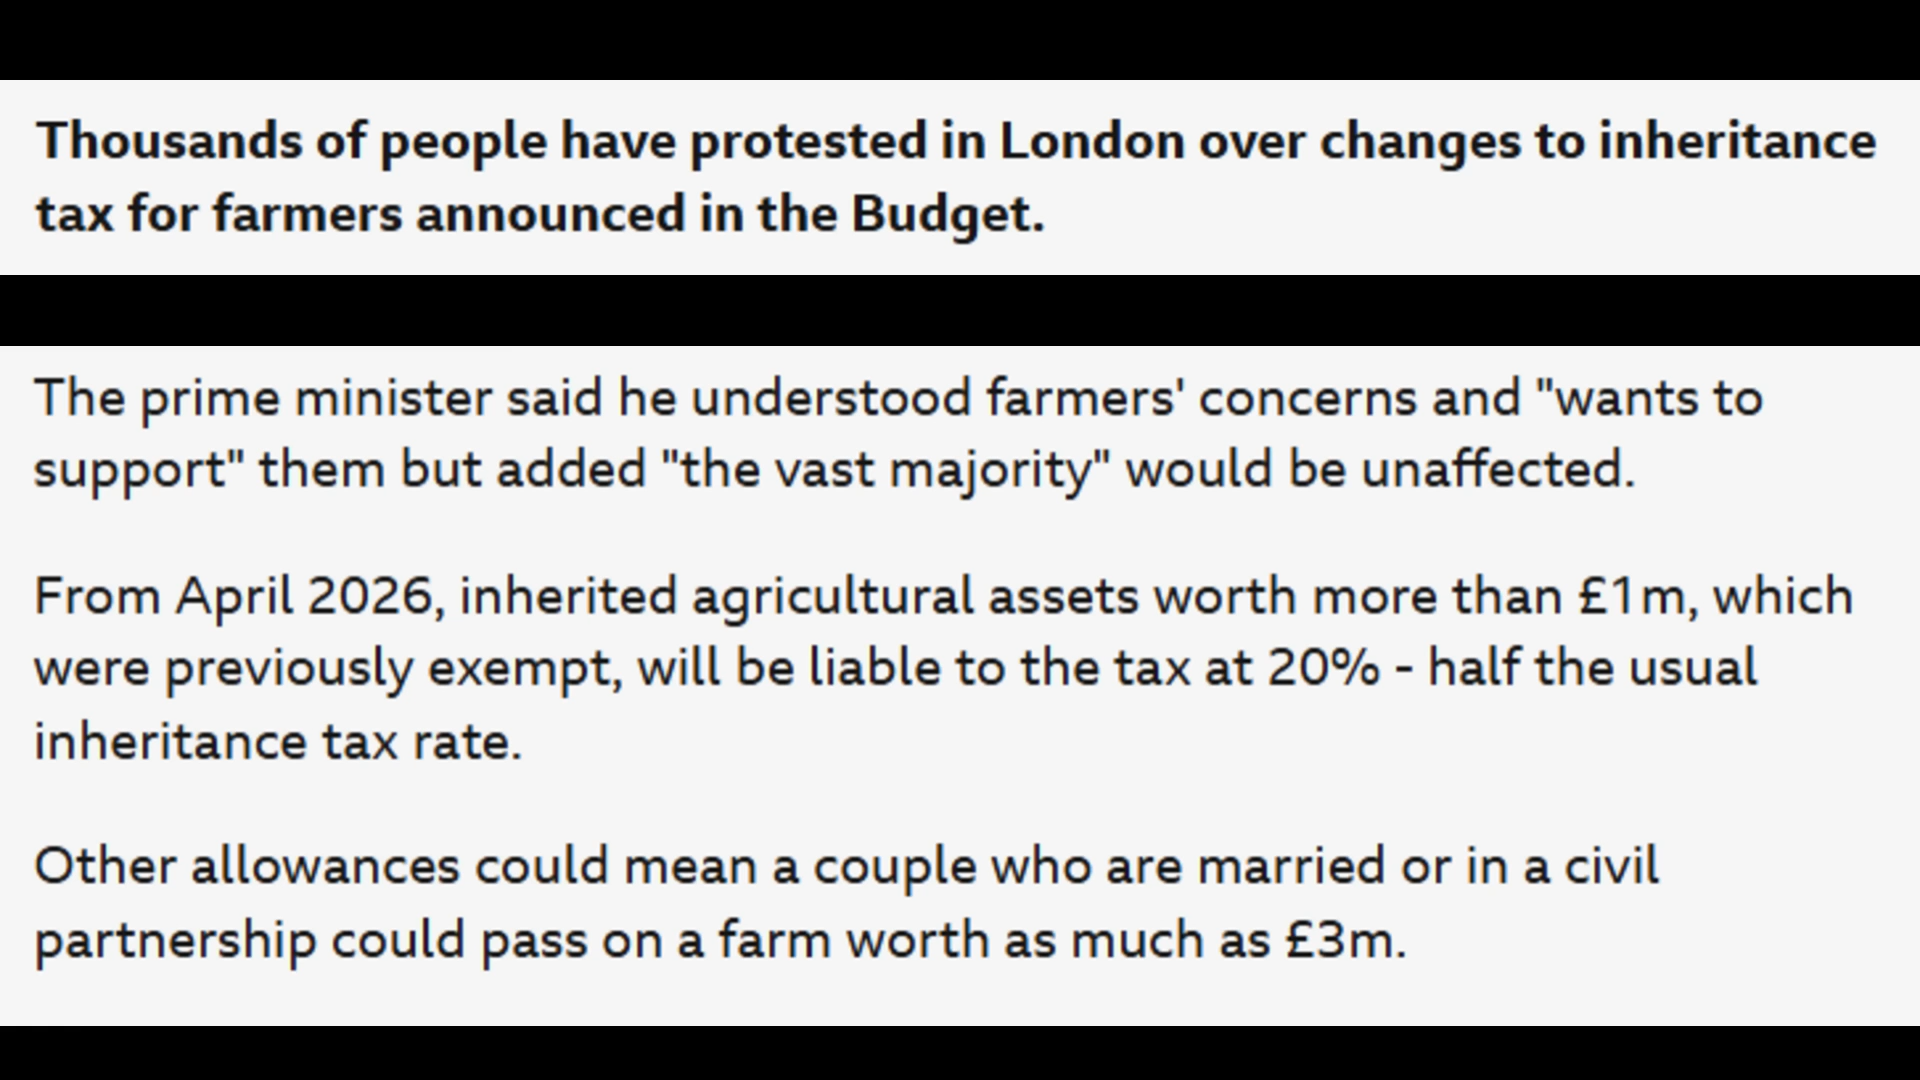 Thousands of people have protested in London over changes to inheritance
tax for farmers announced in the Budget.
The prime minister said he understood farmers' concerns and "wants to
support" them but added "the vast majority" would be unaffected.
From April 2026, inherited agricultural assets worth more than £1m, which
were previously exempt, will be liable to the tax at 20% - half the usual
inheritance tax rate.
Other allowances could mean a couple who are married or in a civil
partnership could pass on a farm worth as much as £3m.